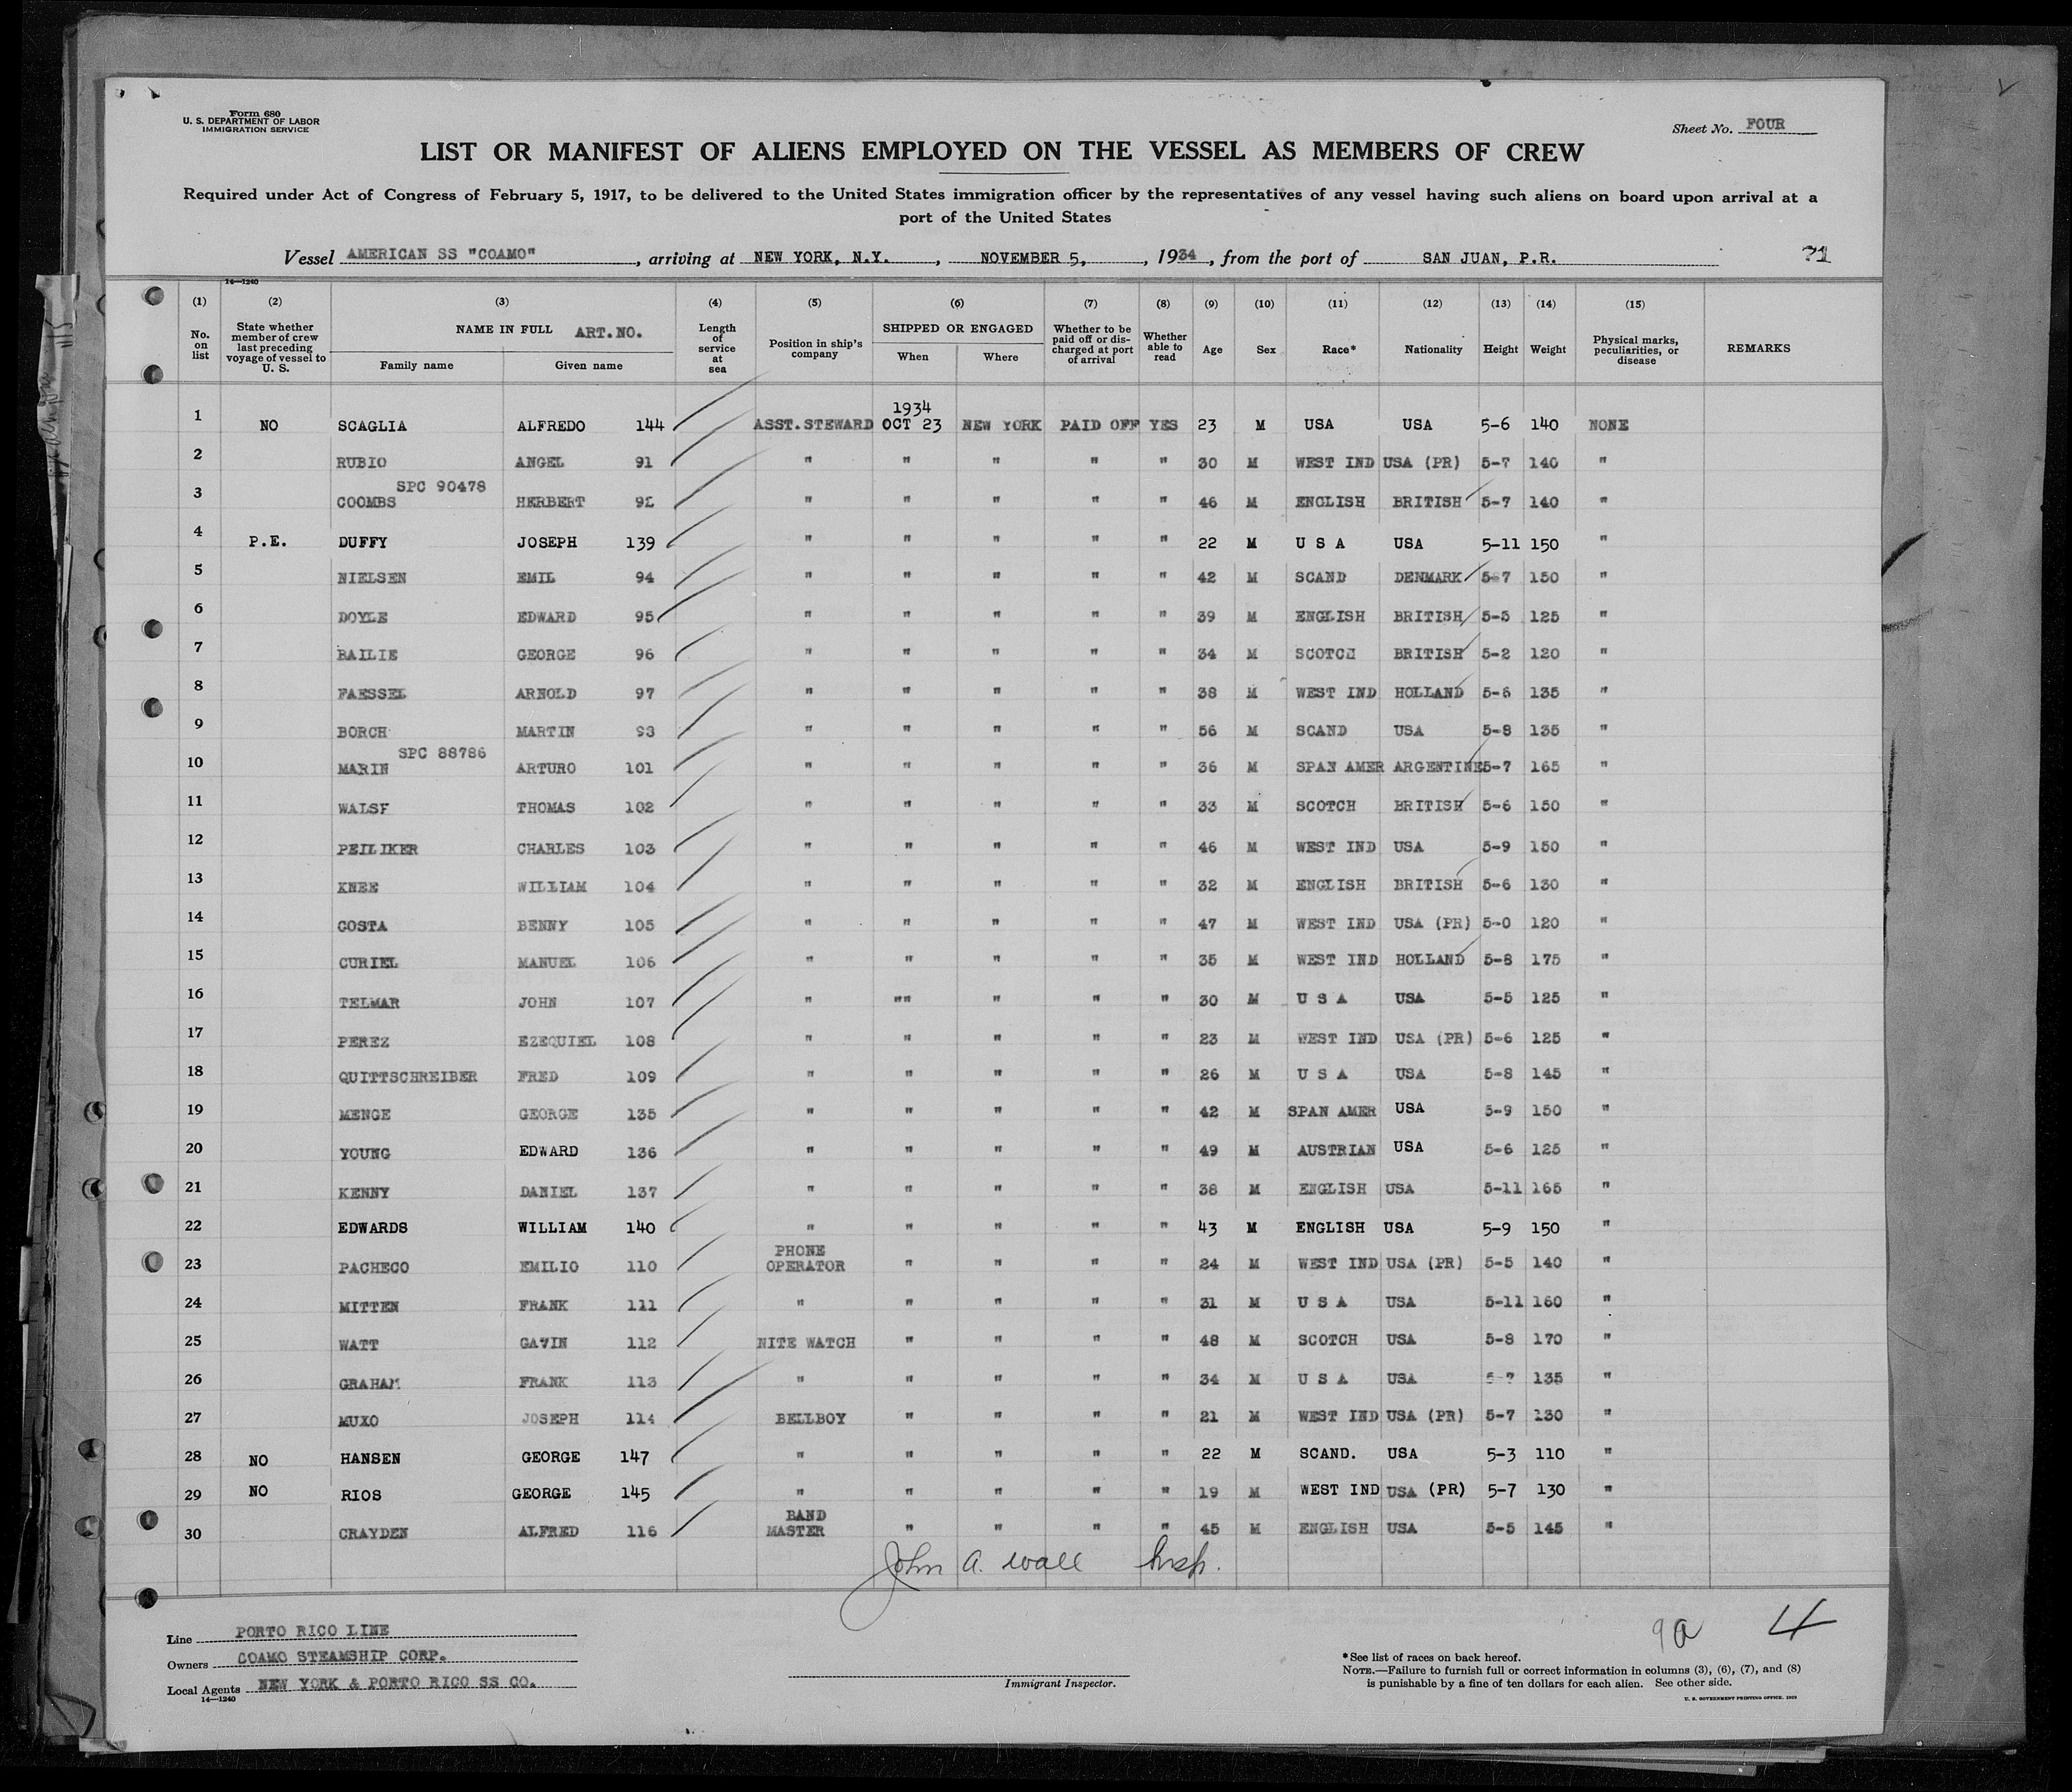 Form 680
U. S. DEPARTMENT OF LABOR
IMMIGRATION SERVICE
Sheet No. FOUR
LIST OR MANIFEST OF ALIENS EMPLOYED ON THE VESSEL AS MEMBERS OF CREW
Required under Act of Congress of February 5, 1917, to be delivered to the United States immigration officer by the representatives of any vessel having such aliens on board upon arrival at a
port of the United States
Vessel AMERICAN SS "COAMO" , arriving at NEW YORK, N.Y. , NOVEMBER 5, , 1934 , from the port of SAN JUAN, P.R.
14—1240
(1) (2) (3) (4) (5) (6) (7) (8) (9) (10) (11) (12) (13) (14) (15)
No. on list State whether member of crew last preceding voyage of vessel to U. S. NAME IN FULL ART.NO. Family name Given name Length of service at sea Position in ship's company SHIPPED OR ENGAGED When Where Whether to be paid off or discharged at port of arrival Whether able to read Age Sex Race* Nationality Height Weight Physical marks, peculiarities, or disease REMARKS
1934
1 NO SCAGLIA ALFREDO 144 ASST.STEWARD OCT 23 NEW YORK PAID OFF YES 23 M USA USA 5-6 140 NONE
2 RUBIO ANGEL 91 " " " " " 30 M WEST IND USA (PR) 5-7 140 "
SPC 90478
3 COOMBS HERBERT 92 " " " " " 46 M ENGLISH BRITISH 5-7 140 "
4 P.E. DUFFY JOSEPH 139 " " " " " 22 M U S A USA 5-11 150 "
5 NIELSEN EMIL 94 " " " " " 42 M SCAND DENMARK 5-7 150 "
6 DOYLE EDWARD 95 " " " " " 39 M ENGLISH BRITISH 5-5 125 "
7 BAILIE GEORGE 96 " " " " " 34 M SCOTCH BRITISH 5-2 120 "
8 FAESSEL ARNOLD 97 " " " " " 38 M WEST IND HOLLAND 5-6 135 "
9 BORCH MARTIN 98 " " " " " 56 M SCAND USA 5-8 135 "
SPC 88786
10 MARIN ARTURO 101 " " " " " 36 M SPAN AMER ARGENTINE 5-7 165 "
11 WALSF THOMAS 102 " " " " " 33 M SCOTCH BRITISH 5-6 150 "
12 PEILIKER CHARLES 103 " " " " " 46 M WEST IND USA 5-9 150 "
13 KNEE WILLIAM 104 " " " " " 32 M ENGLISH BRITISH 5-6 130 "
14 COSTA BENNY 105 " " " " " 47 M WEST IND USA (PR) 5-0 120 "
15 CURIEL MANUEL 106 " " " " " 35 M WEST IND HOLLAND 5-8 175 "
16 TELMAR JOHN 107 " "" " " " 30 M U S A USA 5-5 125 "
17 PEREZ EZEQUIEL 108 " " " " " 23 M WEST IND USA (PR) 5-6 125 "
18 QUITTSCHREIBER FRED 109 " " " " " 26 M U S A USA 5-8 145 "
19 MENGE GEORGE 135 " " " " " 42 M SPAN AMER USA 5-9 150 "
20 YOUNG EDWARD 136 " " " " " 49 M AUSTRIAN USA 5-6 125 "
21 KENNY DANIEL 137 " " " " " 38 M ENGLISH USA 5-11 165 "
22 EDWARDS WILLIAM 140 " " " " " 43 M ENGLISH USA 5-9 150 "
23 PACHECO EMILIO 110 PHONE OPERATOR " " " " 24 M WEST IND USA (PR) 5-5 140 "
24 MITTEN FRANK 111 " " " " " 31 M U S A USA 5-11 160 "
25 WATT GAVIN 112 NITE WATCH " " " " 48 M SCOTCH USA 5-8 170 "
26 GRAHAM FRANK 113 " " " " " 34 M U S A USA 5-7 135 "
27 MUXO JOSEPH 114 BELLBOY " " " " 21 M WEST IND USA (PR) 5-7 130 "
28 NO HANSEN GEORGE 147 " " " " " 22 M SCAND. USA 5-3 110 "
29 NO RIOS GEORGE 145 " " " " " 19 M WEST IND USA (PR) 5-7 130 "
30 CRAYDEN ALFRED 116 BAND MASTER " " " " 45 M ENGLISH USA 5-5 145 "
John A. Wall Insp.
Line PORTO RICO LINE
Owners COAMO STEAMSHIP CORP.
Local Agents NEW YORK & PORTO RICO SS CO.
14—1240
Immigrant Inspector.
9a 4
*See list of races on back hereof.
NOTE.—Failure to furnish full or correct information in columns (3), (6), (7), and (8)
is punishable by a fine of ten dollars for each alien. See other side.
U. S. GOVERNMENT PRINTING OFFICE, 1929